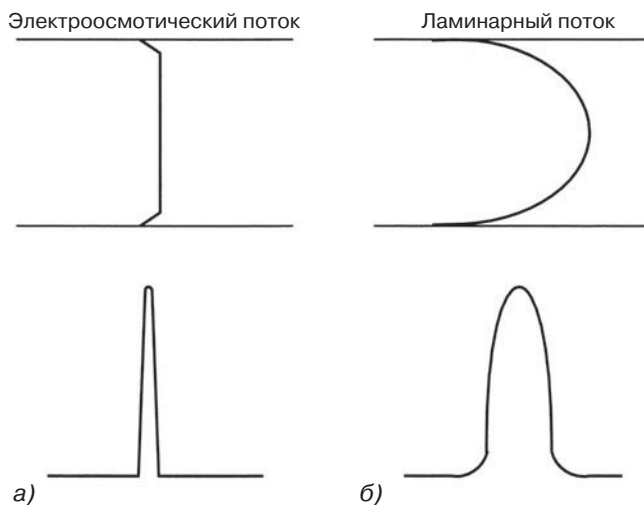 Электроосмотический поток
Ламинарный поток
а)
б)